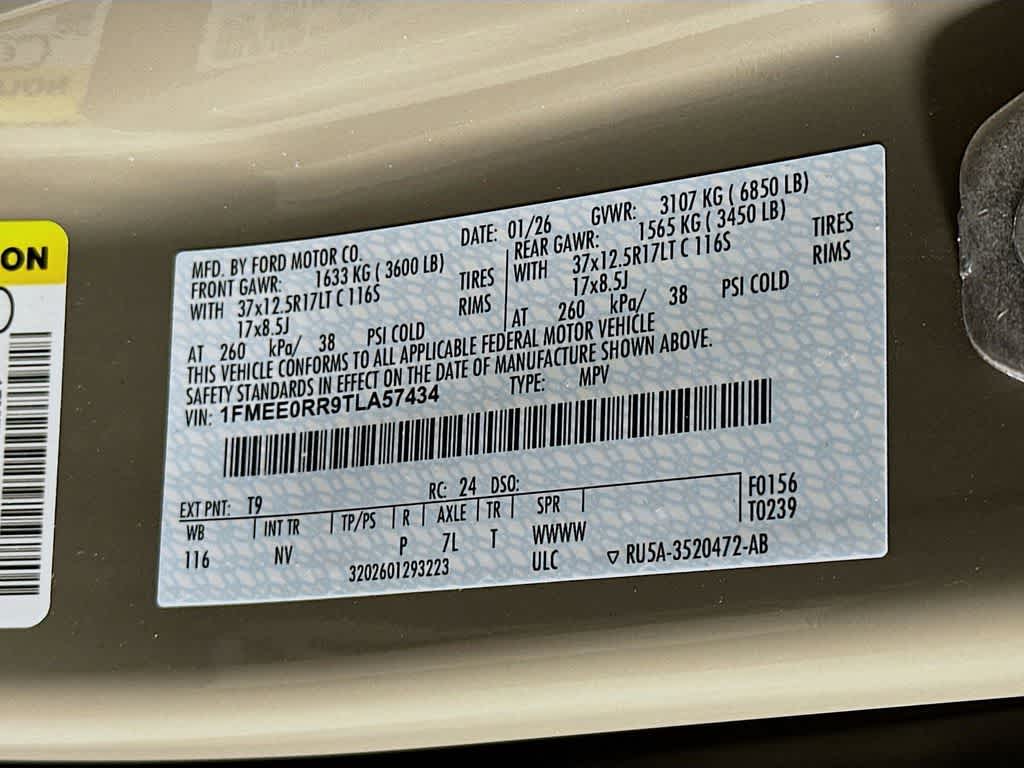 ON
MFD. BY FORD MOTOR CO.
DATE: 01/26 GVWR: 3107 KG ( 6850 LB)
FRONT GAWR: 1633 KG ( 3600 LB)
WITH 37x12.5R17LT C 116S TIRES
17x8.5J RIMS
AT 260 kPa/ 38 PSI COLD
REAR GAWR: 1565 KG ( 3450 LB)
WITH 37x12.5R17LT C 116S TIRES
17x8.5J RIMS
AT 260 kPa/ 38 PSI COLD
THIS VEHICLE CONFORMS TO ALL APPLICABLE FEDERAL MOTOR VEHICLE
SAFETY STANDARDS IN EFFECT ON THE DATE OF MANUFACTURE SHOWN ABOVE.
VIN: 1FMEE0RR9TLA57434 TYPE: MPV
EXT PNT: T9 RC: 24 DSO:
WB INT TR TP/PS R AXLE TR SPR
116 NV P 7L T WWWW
3202601293223 ULC
F0156
T0239
RU5A-3520472-AB